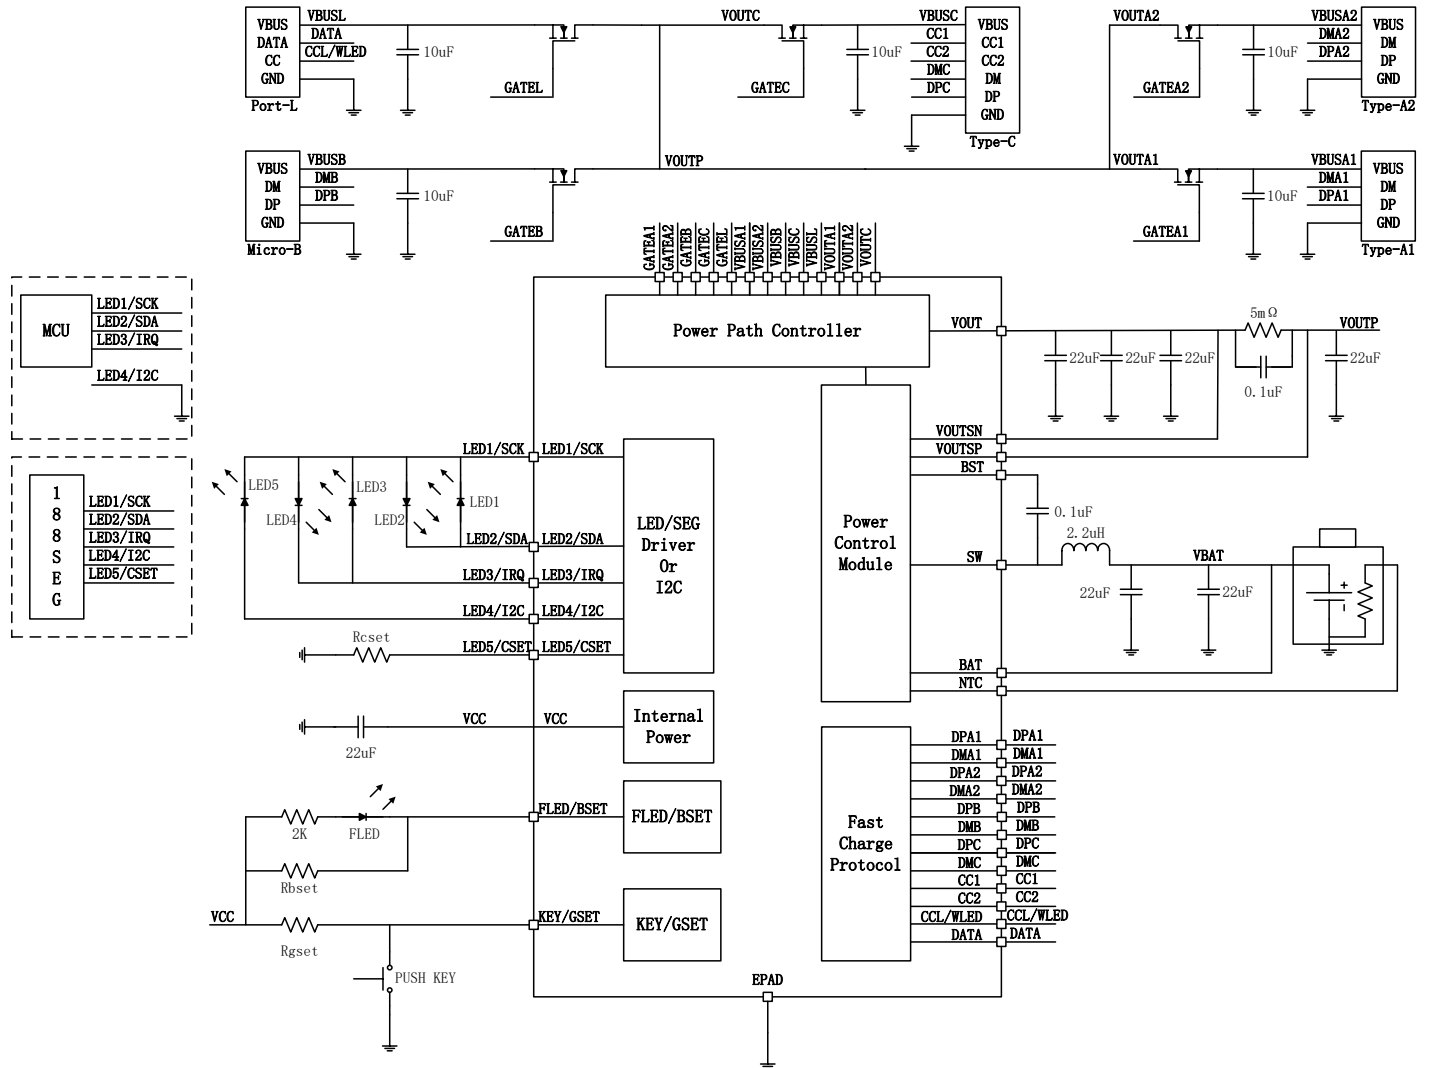 VBUS
DATA
CC
GND
Port-L
VBUSL
DATA
CCL/WLED
10uF
GATEL
VOUTC
GATEC
10uF
VBUSC
CC1
CC2
DMC
DPC
VBUS
CC1
CC2
DM
DP
GND
Type-C
VOUTA2
GATEA2
10uF
VBUSA2
DMA2
DPA2
VBUS
DM
DP
GND
Type-A2
VBUS
DM
DP
GND
Micro-B
VBUSB
DMB
DPB
10uF
GATEB
VOUTP
VOUTA1
GATEA1
10uF
VBUSA1
DMA1
DPA1
VBUS
DM
DP
GND
Type-A1
GATEA1
GATEA2
GATEB
GATEC
GATEL
VBUSA1
VBUSA2
VBUSB
VBUSC
VBUSL
VOUTA1
VOUTA2
VOUTC
MCU
LED1/SCK
LED2/SDA
LED3/IRQ
LED4/I2C
1
8
8
S
E
G
LED1/SCK
LED2/SDA
LED3/IRQ
LED4/I2C
LED5/CSET
Power Path Controller
VOUT
22uF
22uF
22uF
5mΩ
0.1uF
VOUTP
22uF
LED5
LED4
LED3
LED2
LED1
LED1/SCK
LED2/SDA
LED3/IRQ
LED4/I2C
LED5/CSET
LED1/SCK
LED2/SDA
LED3/IRQ
LED4/I2C
LED5/CSET
LED/SEG
Driver
Or
I2C
Rcset
Power
Control
Module
VOUTSN
VOUTSP
BST
SW
BAT
NTC
0.1uF
2.2uH
22uF
VBAT
22uF
+
-
22uF
VCC
VCC
Internal
Power
2K
FLED
Rbset
FLED/BSET
FLED/BSET
VCC
Rgset
KEY/GSET
KEY/GSET
PUSH KEY
Fast
Charge
Protocol
DPA1
DMA1
DPA2
DMA2
DPB
DMB
DPC
DMC
CC1
CC2
CCL/WLED
DATA
DPA1
DMA1
DPA2
DMA2
DPB
DMB
DPC
DMC
CC1
CC2
CCL/WLED
DATA
EPAD